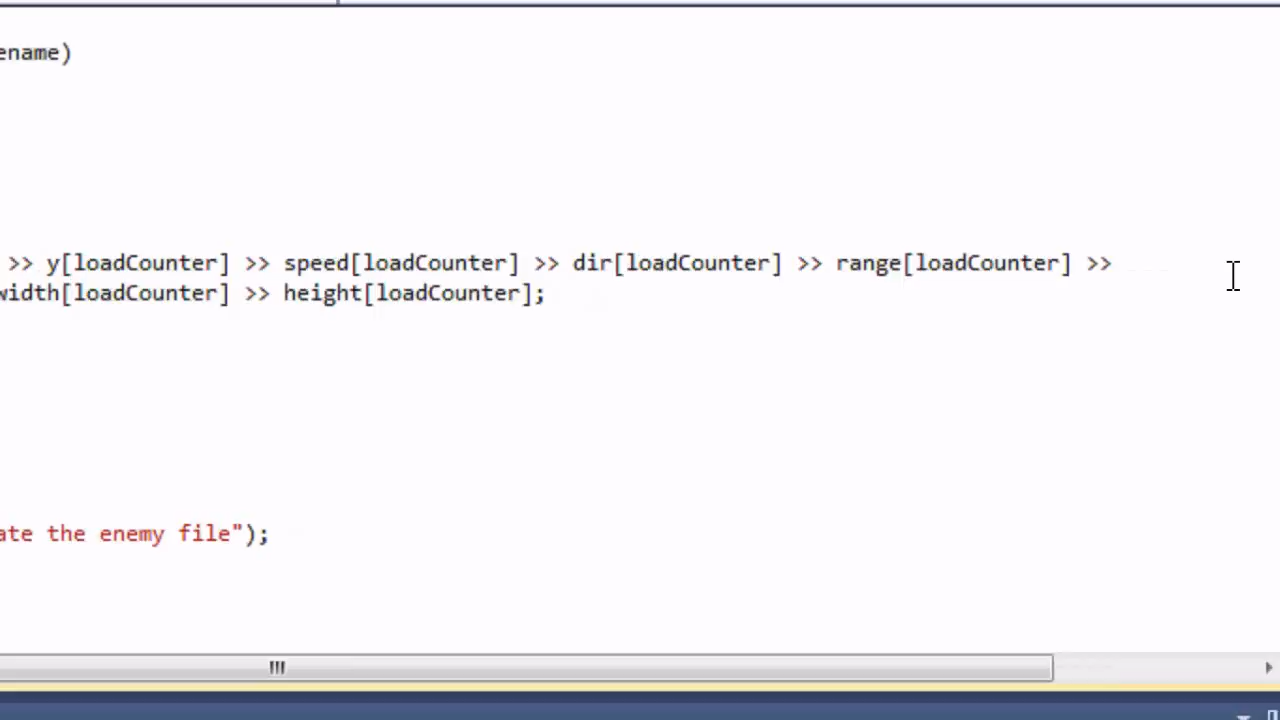 ename)
>> y[loadCounter] >> speed[loadCounter] >> dir[loadCounter] >> range[loadCounter] >>
width[loadCounter] >> height[loadCounter];
ate the enemy file");